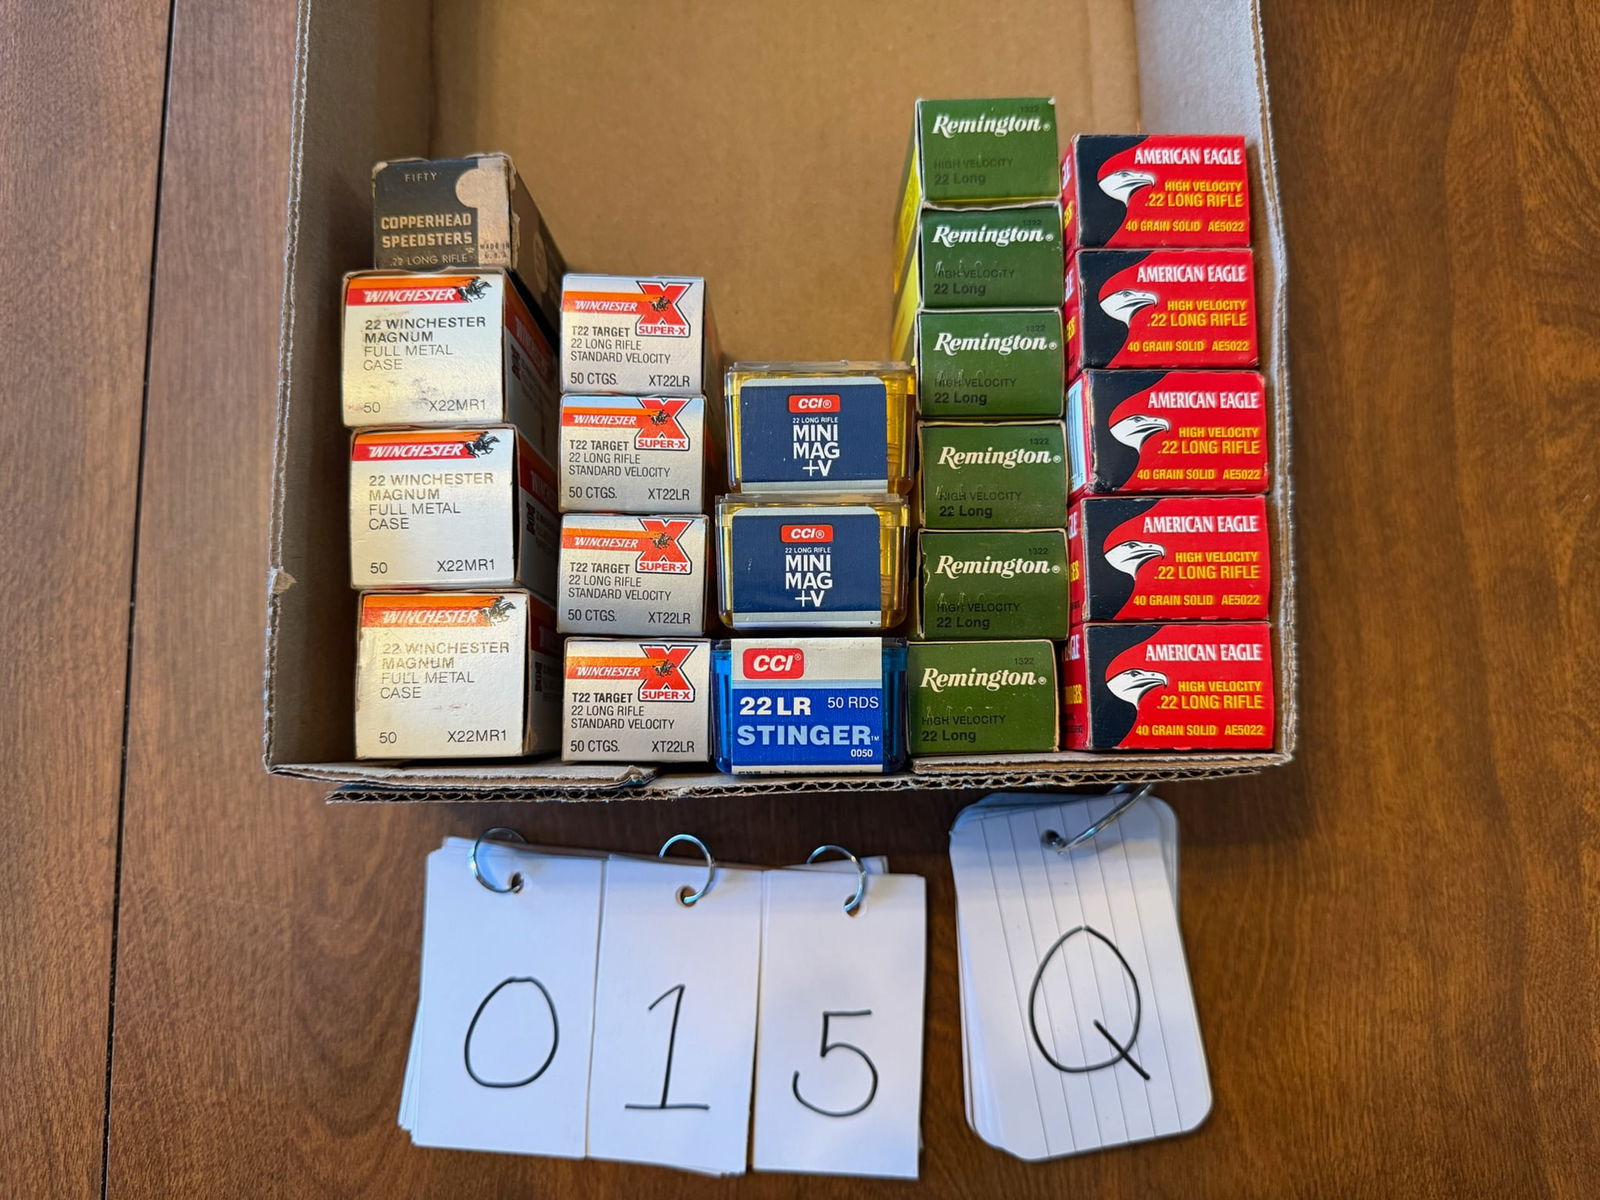 FIFTY
COPPERHEAD
SPEEDSTERS
.22 LONG RIFLE
MADE IN
U.S.A.
WINCHESTER
22 WINCHESTER
MAGNUM
FULL METAL
CASE
50 X22MR1
WINCHESTER
22 WINCHESTER
MAGNUM
FULL METAL
CASE
50 X22MR1
WINCHESTER
22 WINCHESTER
MAGNUM
FULL METAL
CASE
50 X22MR1
WINCHESTER X
SUPER-X
T22 TARGET
22 LONG RIFLE
STANDARD VELOCITY
50 CTGS. XT22LR
WINCHESTER X
SUPER-X
T22 TARGET
22 LONG RIFLE
STANDARD VELOCITY
50 CTGS. XT22LR
WINCHESTER X
SUPER-X
T22 TARGET
22 LONG RIFLE
STANDARD VELOCITY
50 CTGS. XT22LR
WINCHESTER X
SUPER-X
T22 TARGET
22 LONG RIFLE
STANDARD VELOCITY
50 CTGS. XT22LR
CCI®
22 LONG RIFLE
MINI
MAG
+V
CCI®
22 LONG RIFLE
MINI
MAG
+V
CCI®
22 LR 50 RDS
STINGER™
0050
1322
Remington®
HIGH VELOCITY
22 Long
1322
Remington®
HIGH VELOCITY
22 Long
1322
Remington®
HIGH VELOCITY
22 Long
1322
Remington®
HIGH VELOCITY
22 Long
1322
Remington®
HIGH VELOCITY
22 Long
1322
Remington®
HIGH VELOCITY
22 Long
AMERICAN EAGLE
HIGH VELOCITY
.22 LONG RIFLE
40 GRAIN SOLID AE5022
AMERICAN EAGLE
HIGH VELOCITY
.22 LONG RIFLE
40 GRAIN SOLID AE5022
AMERICAN EAGLE
HIGH VELOCITY
.22 LONG RIFLE
40 GRAIN SOLID AE5022
AMERICAN EAGLE
HIGH VELOCITY
.22 LONG RIFLE
40 GRAIN SOLID AE5022
AMERICAN EAGLE
HIGH VELOCITY
.22 LONG RIFLE
40 GRAIN SOLID AE5022
0 1 5 Q